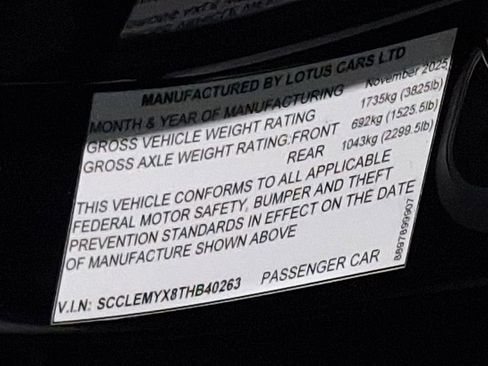 MANUFACTURED BY LOTUS CARS LTD
MONTH & YEAR OF MANUFACTURING November 2025
GROSS VEHICLE WEIGHT RATING 1735kg (3825lb)
GROSS AXLE WEIGHT RATING:FRONT 692kg (1525.5lb)
REAR 1043kg (2299.5lb)
THIS VEHICLE CONFORMS TO ALL APPLICABLE
FEDERAL MOTOR SAFETY, BUMPER AND THEFT
PREVENTION STANDARDS IN EFFECT ON THE DATE
OF MANUFACTURE SHOWN ABOVE
V.I.N: SCCLEMYX8THB40263 PASSENGER CAR
8897899907